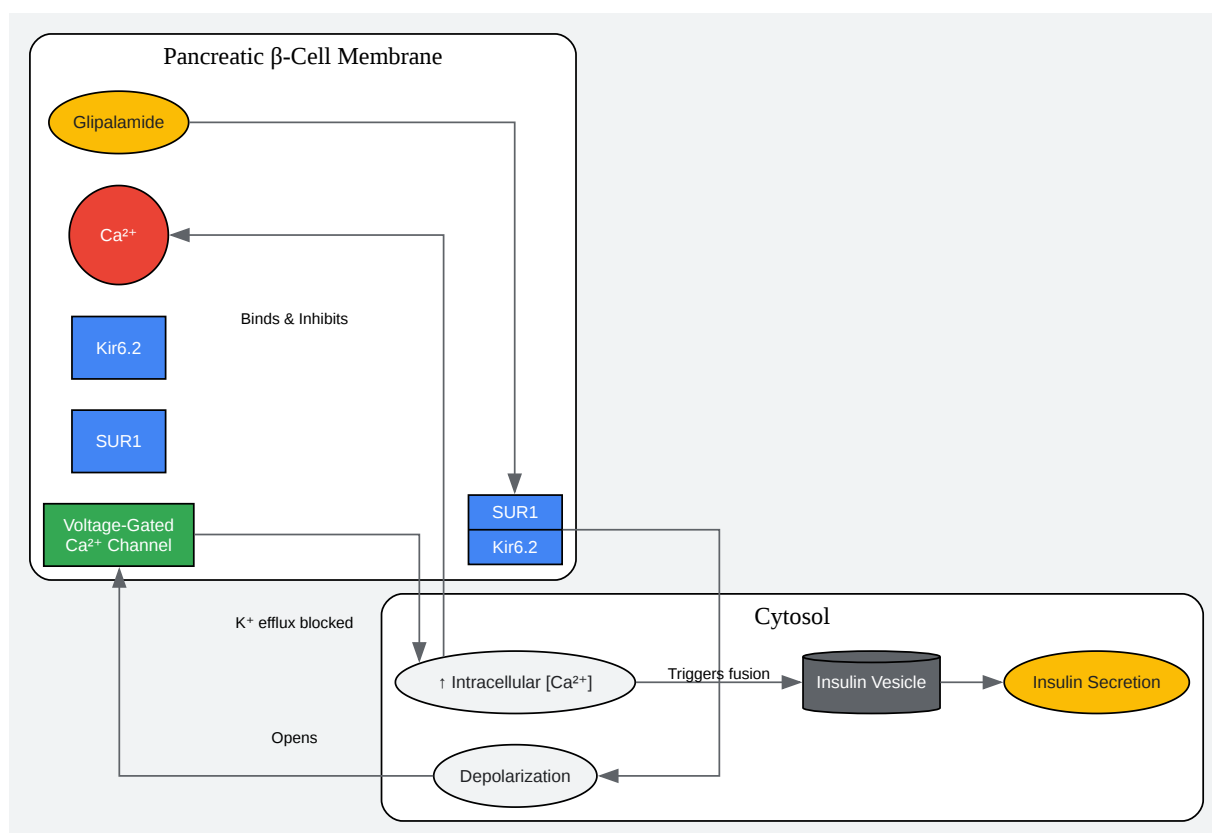 Pancreatic β-Cell Membrane
Glipalamide
Ca²⁺
Binds & Inhibits
Kir6.2
SUR1
Voltage-Gated
Ca²⁺ Channel
SUR1
Kir6.2
K⁺ efflux blocked
Cytosol
↑ Intracellular [Ca²⁺]
Triggers fusion
Insulin Vesicle
Insulin Secretion
Opens
Depolarization